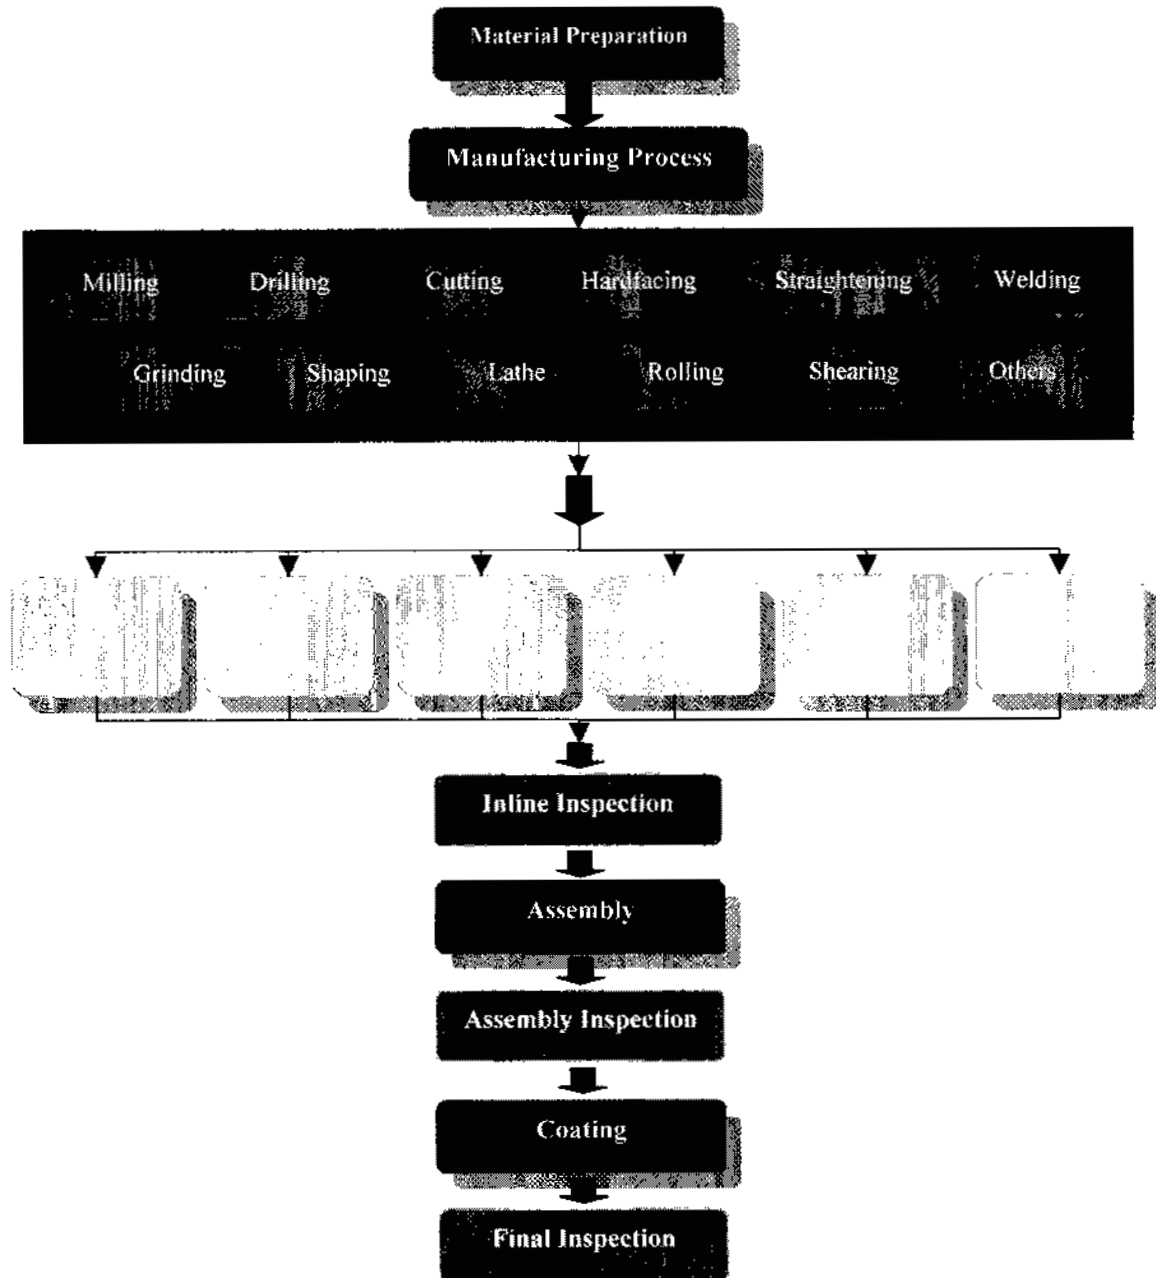 Material Preparation
Manufacturing Process
Milling Drilling Cutting Hardfacing Straightening Welding
Grinding Shaping Lathe Rolling Shearing Others
Inline Inspection
Assembly
Assembly Inspection
Coating
Final Inspection